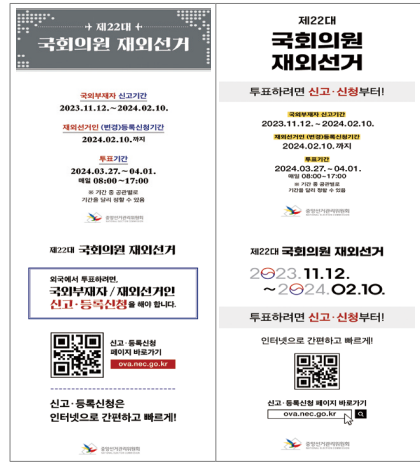 제22대
국회의원 재외선거
국외부재자 신고기간
2023.11.12.~2024.02.10.
재외선거인 (변경)등록신청기간
2024.02.10.까지
투표기간
2024.03.27.~04.01.
매일 08:00~17:00
※ 기간 중 공관별로
기간을 달리 정할 수 있음
중앙선거관리위원회
제22대 국회의원 재외선거
외국에서 투표하려면,
국외부재자 / 재외선거인
신고·등록신청을 해야 합니다.
신고·등록신청
페이지 바로가기
ova.nec.go.kr
신고·등록신청은
인터넷으로 간편하고 빠르게!
중앙선거관리위원회
제22대
국회의원
재외선거
투표하려면 신고·신청부터!
국외부재자 신고기간
2023.11.12.~2024.02.10.
재외선거인 (변경)등록신청기간
2024.02.10.까지
투표기간
2024.03.27.~04.01.
매일 08:00~17:00
※ 기간 중 공관별로
기간을 달리 정할 수 있음
중앙선거관리위원회
제22대 국회의원 재외선거
2023.11.12.
~2024.02.10.
투표하려면 신고·신청부터!
인터넷으로 간편하고 빠르게!
신고·등록신청 페이지 바로가기
ova.nec.go.kr
중앙선거관리위원회